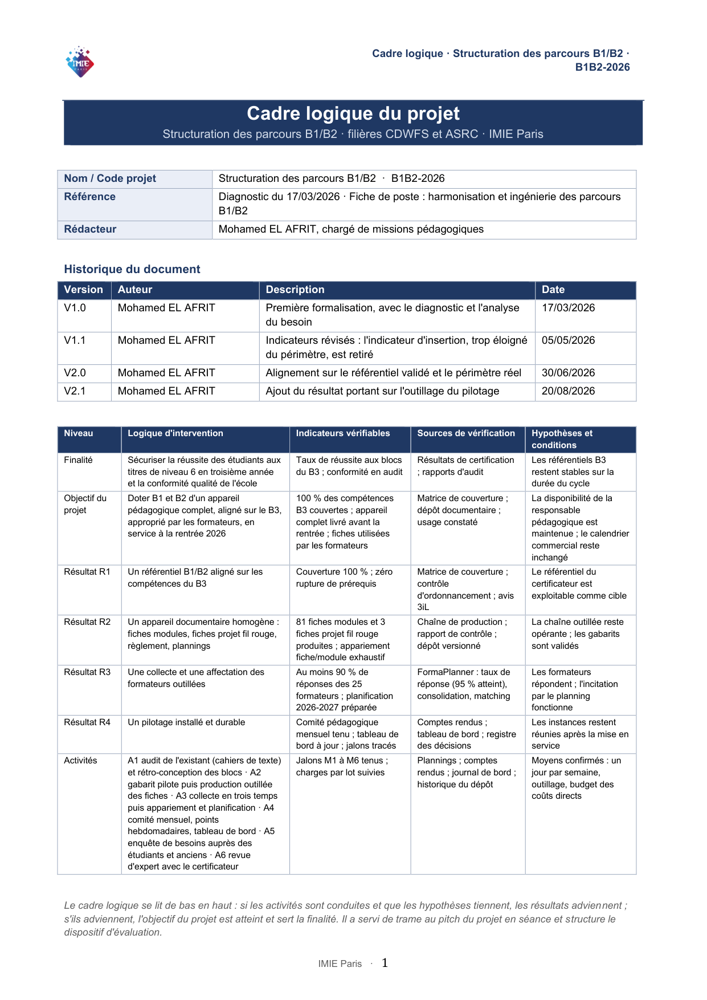 IMIE
PARIS
Cadre logique · Structuration des parcours B1/B2 ·
B1B2-2026
Cadre logique du projet
Structuration des parcours B1/B2 · filières CDWFS et ASRC · IMIE Paris
Nom / Code projet
Structuration des parcours B1/B2 · B1B2-2026
Référence
Diagnostic du 17/03/2026 · Fiche de poste : harmonisation et ingénierie des parcours
B1/B2
Rédacteur
Mohamed EL AFRIT, chargé de missions pédagogiques
Historique du document
Version Auteur Description Date
V1.0 Mohamed EL AFRIT Première formalisation, avec le diagnostic et l'analyse 17/03/2026
du besoin
V1.1 Mohamed EL AFRIT Indicateurs révisés : l'indicateur d'insertion, trop éloigné 05/05/2026
du périmètre, est retiré
V2.0 Mohamed EL AFRIT Alignement sur le référentiel validé et le périmètre réel 30/06/2026
V2.1 Mohamed EL AFRIT Ajout du résultat portant sur l'outillage du pilotage 20/08/2026
Niveau
Logique d'intervention
Indicateurs vérifiables
Sources de vérification
Hypothèses et
conditions
Finalité
Sécuriser la réussite des étudiants aux
titres de niveau 6 en troisième année
et la conformité qualité de l'école
Taux de réussite aux blocs
du B3 ; conformité en audit
Résultats de certification
; rapports d'audit
Les référentiels B3
restent stables sur la
durée du cycle
Objectif du
projet
Doter B1 et B2 d'un appareil
pédagogique complet, aligné sur le B3,
approprié par les formateurs, en
service à la rentrée 2026
100 % des compétences
B3 couvertes ; appareil
complet livré avant la
rentrée ; fiches utilisées
par les formateurs
Matrice de couverture ;
dépôt documentaire ;
usage constaté
La disponibilité de la
responsable
pédagogique est
maintenue ; le calendrier
commercial reste
inchangé
Résultat R1
Un référentiel B1/B2 aligné sur les
compétences du B3
Couverture 100 % ; zéro
rupture de prérequis
Matrice de couverture ;
contrôle
d'ordonnancement ; avis
3iL
Le référentiel du
certificateur est
exploitable comme cible
Résultat R2
Un appareil documentaire homogène :
fiches modules, fiches projet fil rouge,
règlement, plannings
81 fiches modules et 3
fiches projet fil rouge
produites ; appariement
fiche/module exhaustif
Chaîne de production ;
rapport de contrôle ;
dépôt versionné
La chaîne outillée reste
opérante ; les gabarits
sont validés
Résultat R3
Une collecte et une affectation des
formateurs outillées
Au moins 90 % de
réponses des 25
formateurs ; planification
2026-2027 préparée
FormaPlanner : taux de
réponse (95 % atteint),
consolidation, matching
Les formateurs
répondent ; l'incitation
par le planning
fonctionne
Résultat R4
Un pilotage installé et durable
Comité pédagogique
mensuel tenu ; tableau de
bord à jour ; jalons tracés
Comptes rendus ;
tableau de bord ; registre
des décisions
Les instances restent
réunies après la mise en
service
Activités
A1 audit de l'existant (cahiers de texte)
et rétro-conception des blocs · A2
gabarit pilote puis production outillée
des fiches · A3 collecte en trois temps
puis appariement et planification · A4
comité mensuel, points
hebdomadaires, tableau de bord · A5
enquête de besoins auprès des
étudiants et anciens · A6 revue
d'expert avec le certificateur
Jalons M1 à M6 tenus ;
charges par lot suivies
Plannings ; comptes
rendus ; journal de bord ;
historique du dépôt
Moyens confirmés : un
jour par semaine,
outillage, budget des
coûts directs
Le cadre logique se lit de bas en haut : si les activités sont conduites et que les hypothèses tiennent, les résultats adviennent ;
s'ils adviennent, l'objectif du projet est atteint et sert la finalité. Il a servi de trame au pitch du projet en séance et structure le
dispositif d'évaluation.
IMIE Paris · 1